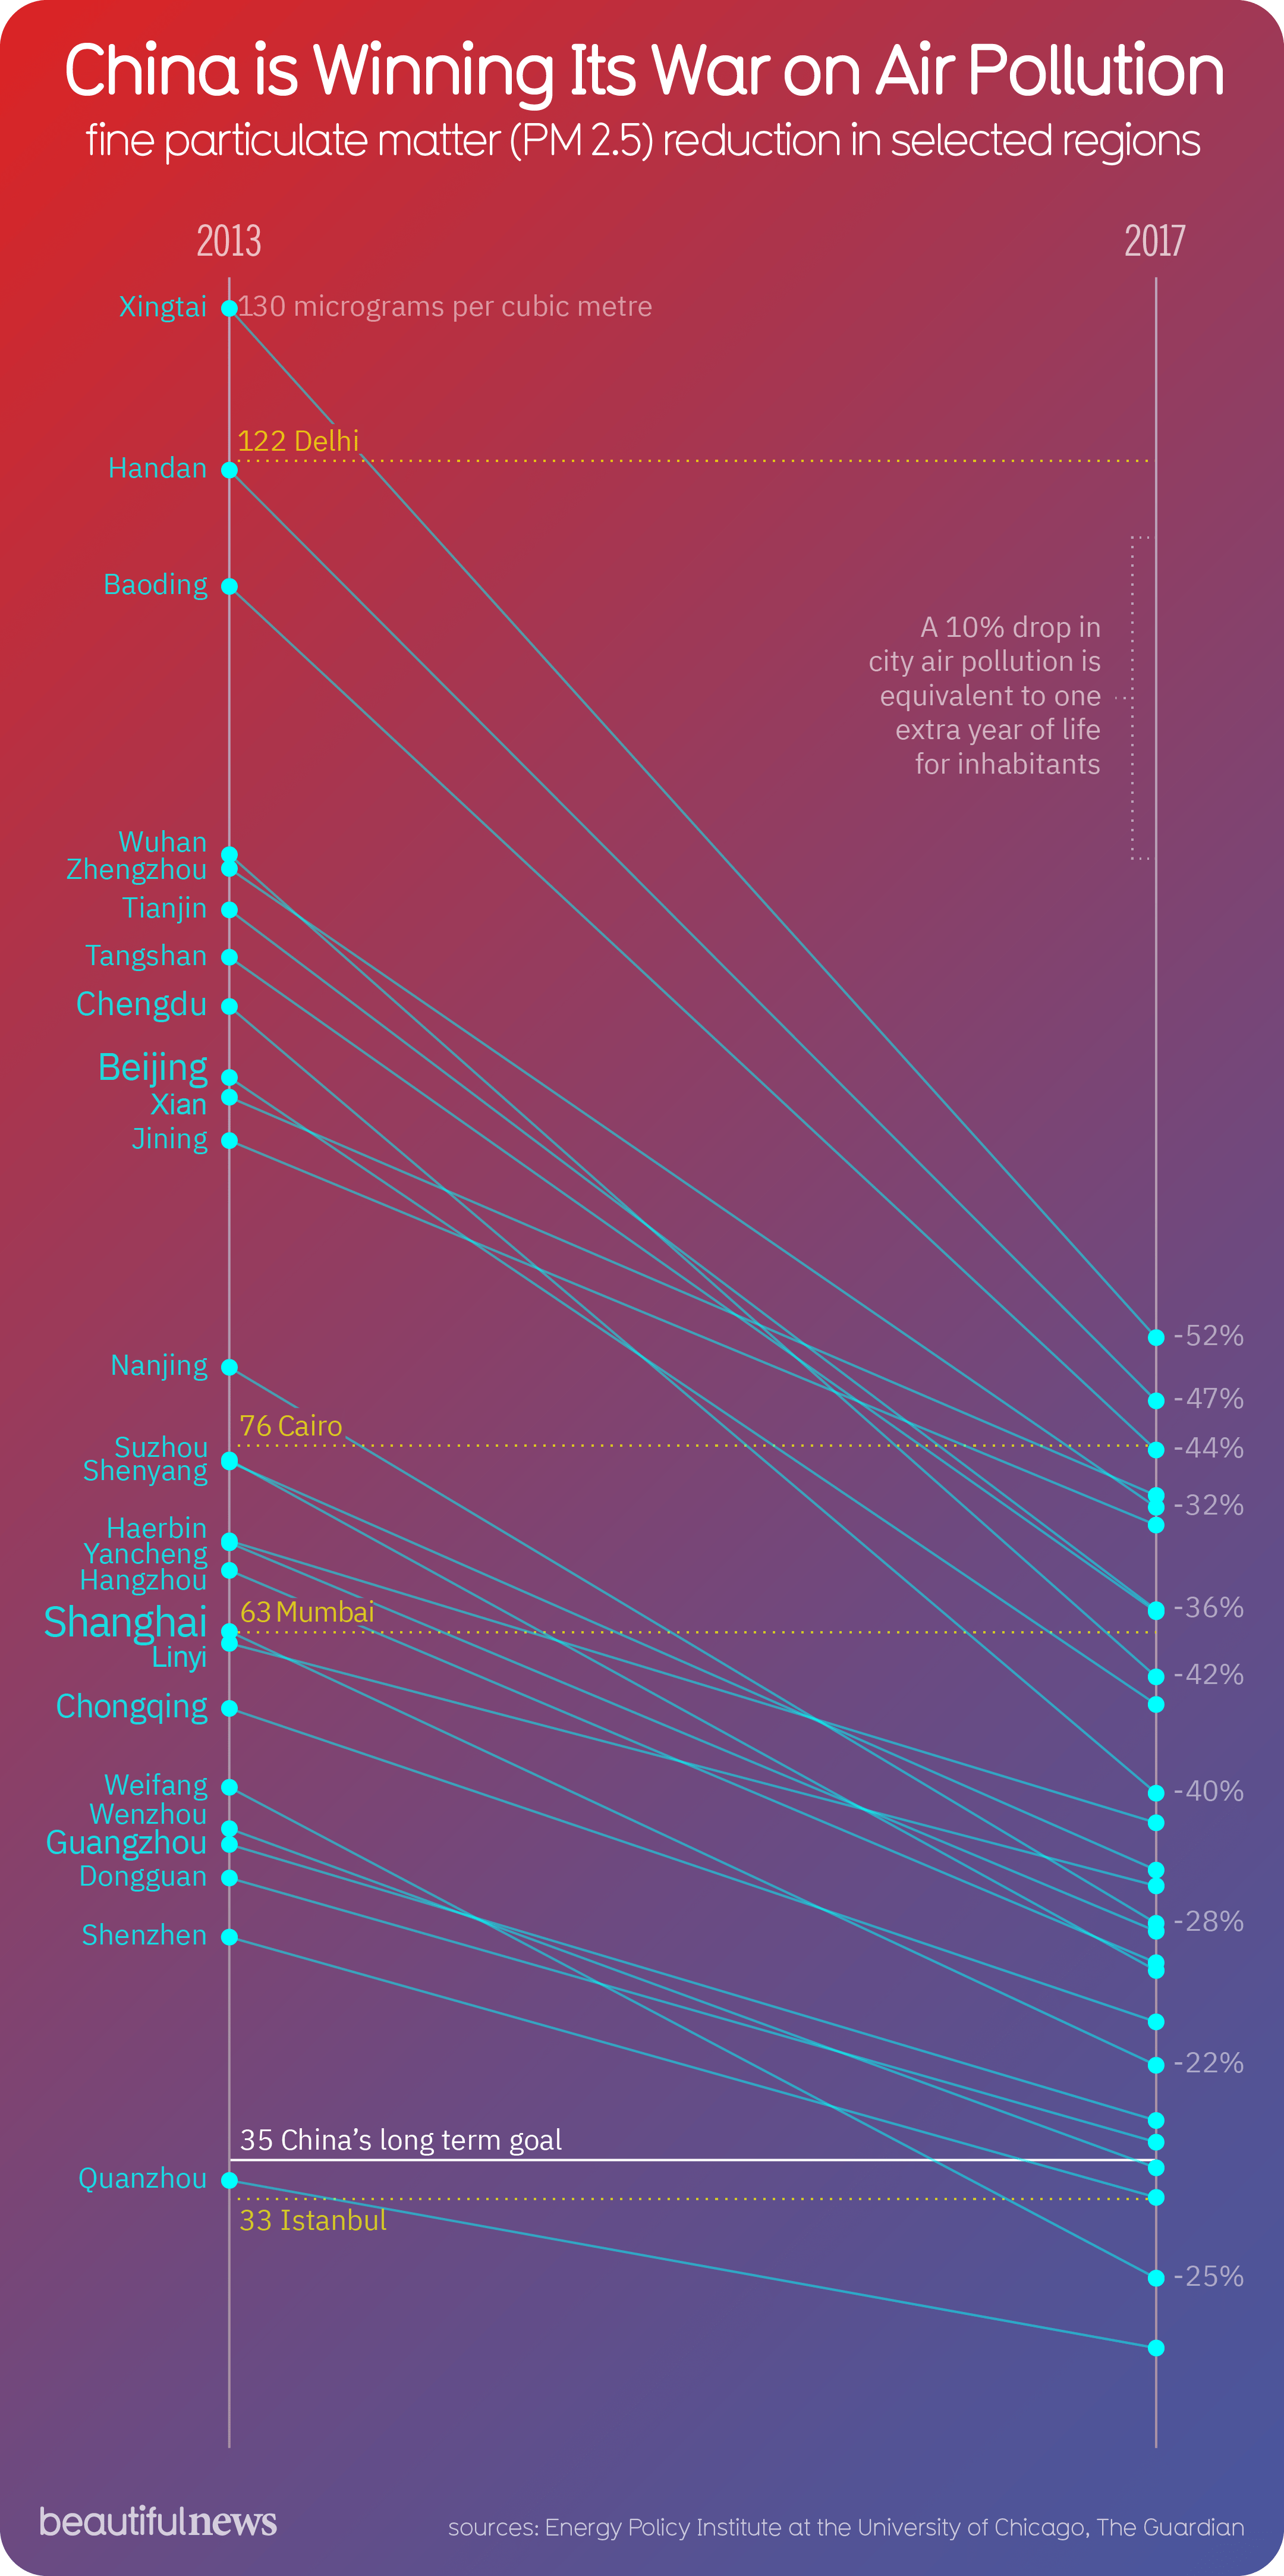 China is Winning Its War on Air Pollution
fine particulate matter (PM 2.5) reduction in selected regions
2013
2017
Xingtai
130 micrograms per cubic metre
122 Delhi
Handan
Baoding
A 10% drop in
city air pollution is
equivalent to one
extra year of life
for inhabitants
Wuhan
Zhengzhou
Tianjin
Tangshan
Chengdu
Beijing
Xian
Jining
-52%
Nanjing
-47%
76 Cairo
Suzhou
-44%
Shenyang
-32%
Haerbin
Yancheng
Hangzhou
-36%
63 Mumbai
Shanghai
Linyi
-42%
Chongqing
Weifang
-40%
Wenzhou
Guangzhou
Dongguan
-28%
Shenzhen
-22%
35 China's long term goal
Quanzhou
33 Istanbul
-25%
beautifulnews
sources: Energy Policy Institute at the University of Chicago, The Guardian